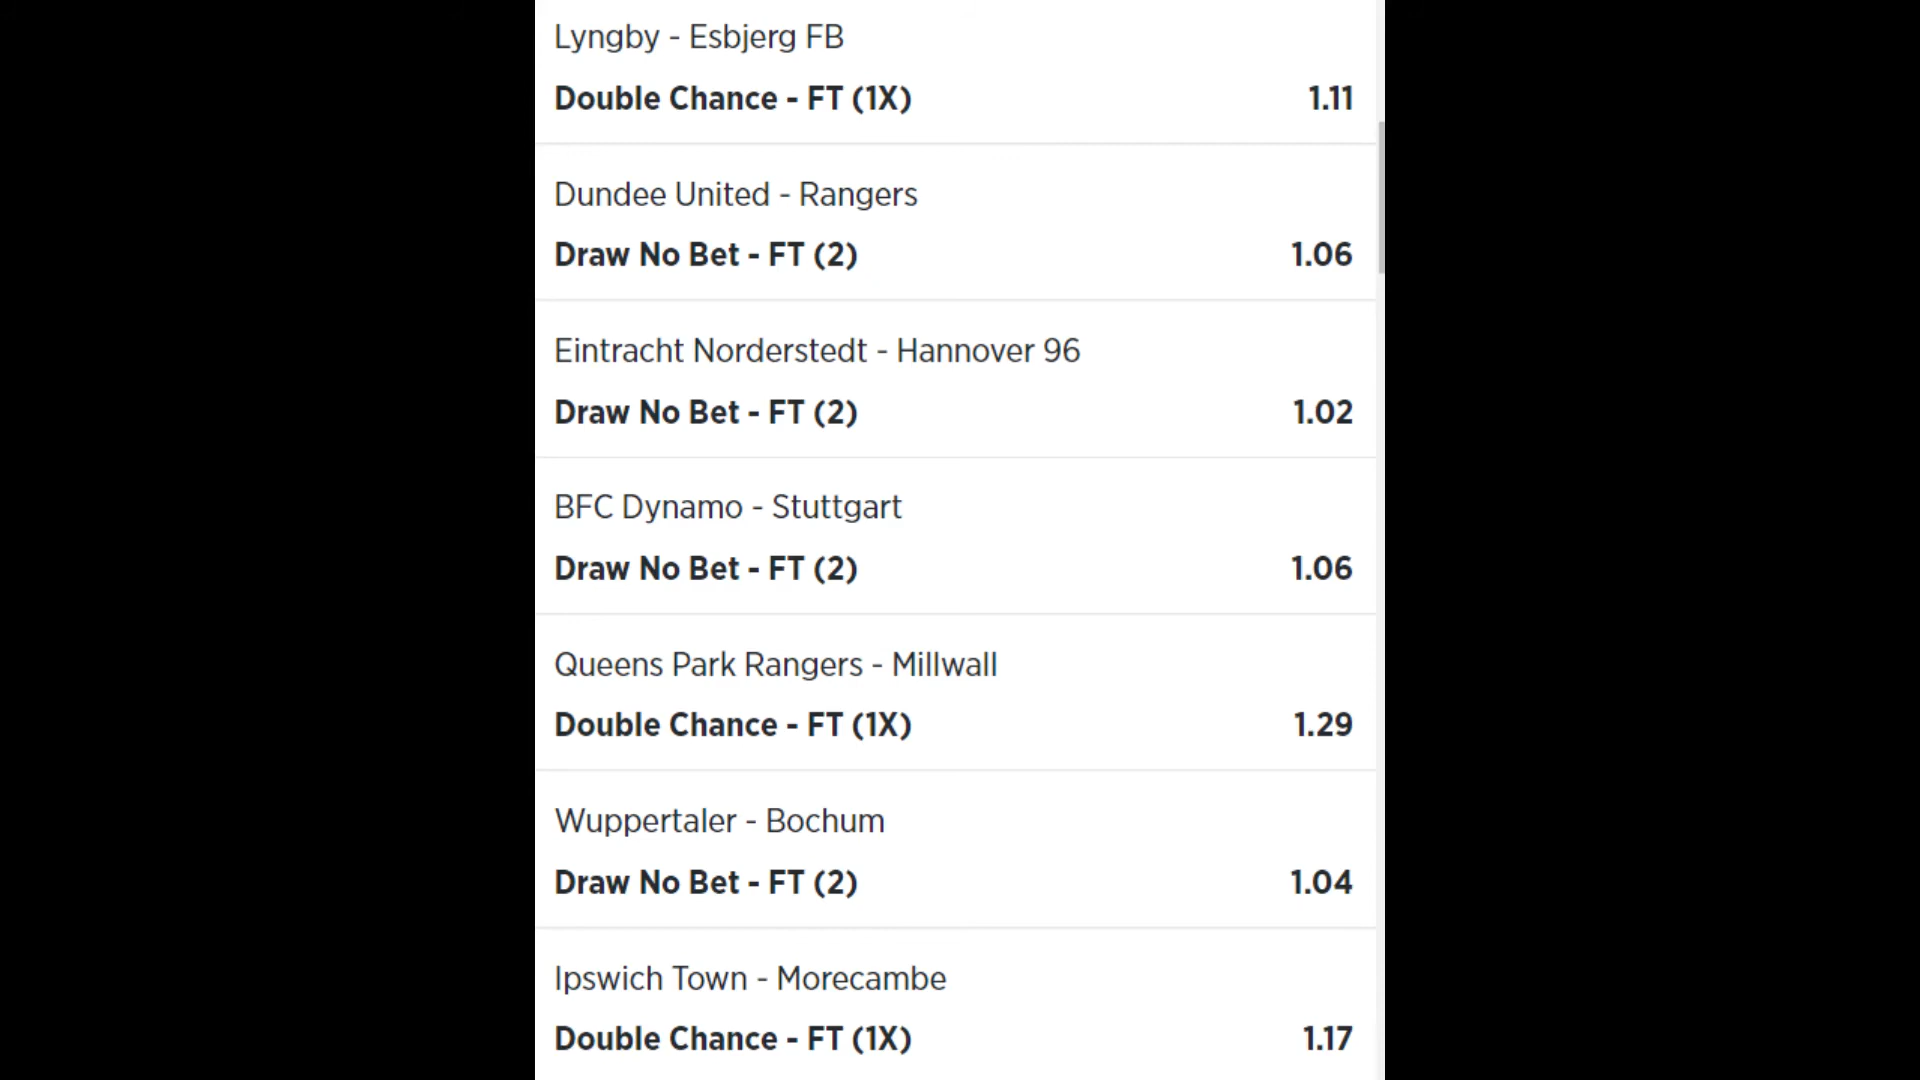 Lyngby - Esbjerg FB
Double Chance - FT (1X) 1.11
Dundee United - Rangers
Draw No Bet - FT (2) 1.06
Eintracht Norderstedt - Hannover 96
Draw No Bet - FT (2) 1.02
BFC Dynamo - Stuttgart
Draw No Bet - FT (2) 1.06
Queens Park Rangers - Millwall
Double Chance - FT (1X) 1.29
Wuppertaler - Bochum
Draw No Bet - FT (2) 1.04
Ipswich Town - Morecambe
Double Chance - FT (1X) 1.17